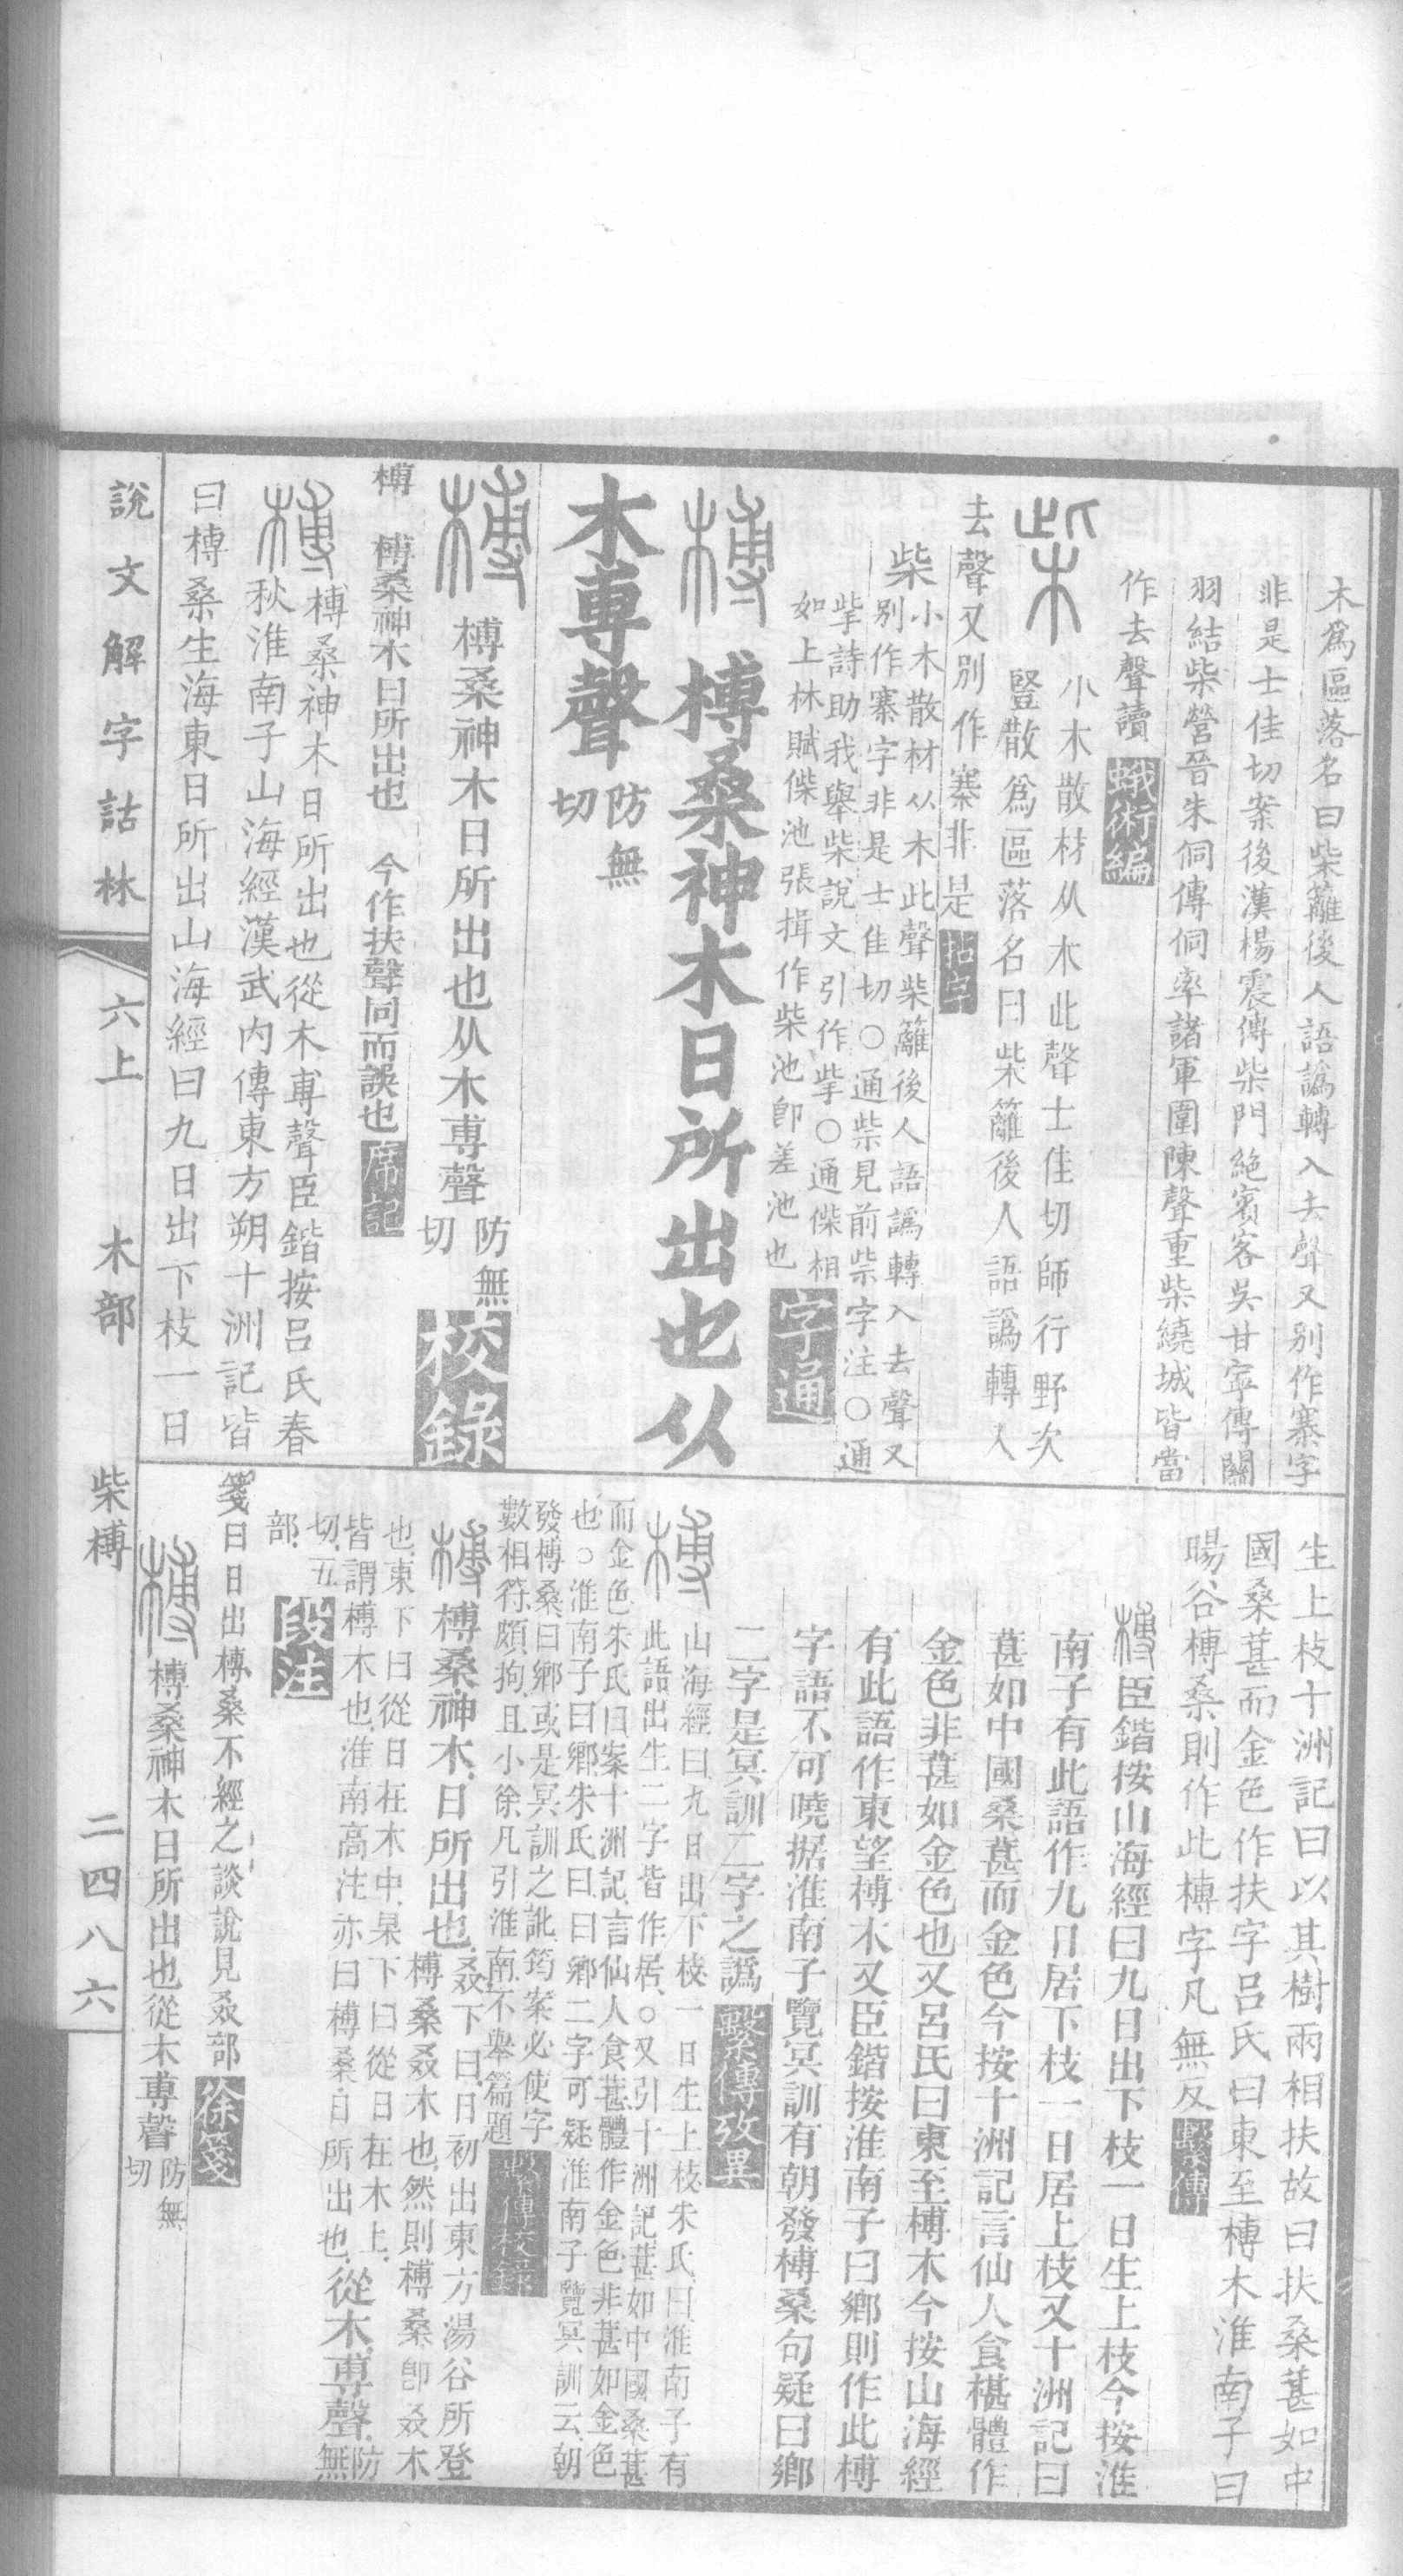 木爲區落名曰柴籬後人語譌轉入去聲又別作寨字
非是士佳切案後漢楊震傳柴門絶賓客吳甘寧傳關
羽結柴營晉朱伺傳伺率諸軍圍陳聲重柴繞城皆當
作去聲讀 蛾術編
小木散材从木此聲士佳切師行野次
豎散爲區落名曰柴籬後人語譌轉入
去聲又別作寨非是 拈字
柴 小木散材从木此聲柴籬後人語譌轉入去聲又
別作寨字非是士佳切○通祡見前祡字注○通
㧘詩助我舉柴說文引作㧘○通傑相
如上林賦傑池張揖作柴池卽差池也 字通
榑桑神木日所出也从
木尃聲 防無切
榑桑神木日所出也从木尃聲 防無切 校錄
榑 榑桑神木日所出也 今作扶聲同而誤也 席記
榑桑神木日所出也從木尃聲臣鍇按呂氏春
秋淮南子山海經漢武内傳東方朔十洲記皆
曰榑桑生海東日所出山海經曰九日出下枝一日
生上枝十洲記曰以其樹兩相扶故曰扶桑葚如中
國桑葚而金色作扶字呂氏曰東至榑木淮南子曰
暘谷榑桑則作此榑字凡無反 繫傳
臣鍇按山海經曰九日出下枝一日生上枝今按淮
南子有此語作九日居下枝一日居上枝又十洲記曰
葚如中國桑葚而金色今按十洲記言仙人食椹體作
金色非葚如金色也又呂氏曰東至榑木今按山海經
有此語作東望榑木又臣鍇按淮南子曰鄕則作此榑
字語不可曉据淮南子覽冥訓有朝發榑桑句疑曰鄕
二字是冥訓二字之譌 繫傳攷異
山海經曰九日出下枝一日生上枝朱氏曰淮南子有
此語出生二字皆作居○又引十洲記葚如中國桑葚
而金色朱氏曰案十洲記言仙人食葚體作金色非葚如金色
也○淮南子曰鄕朱氏曰曰鄕二字可疑淮南子覽冥訓云朝
發榑桑曰鄕或是冥訓之訛筠案必使字
數相符頗拘且小徐凡引淮南不舉篇題 繫傳校錄
榑桑神木日所出也 叒下曰日初出東方湯谷所登
榑桑叒木也然則榑桑卽叒木
也東下曰從日在木中杲下曰從日在木上
皆謂榑木也淮南高注亦曰榑桑日所出也 從木尃聲 防無
切五
部 段注
箋曰日出榑桑不經之談說見叒部 徐箋
榑桑神木日所出也從木尃聲 防無切
說文解字詁林 六上 木部 柴榑 二四八六